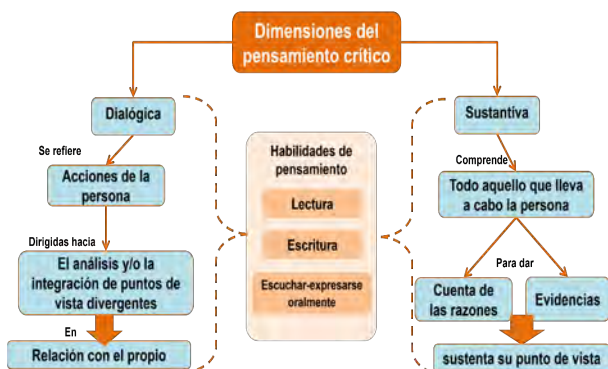 Dimensiones del
pensamiento crítico
Dialógica
Se refiere
Acciones de la
persona
Dirigidas hacia
El análisis y/o la
integración de puntos de
vista divergentes
En
Relación con el propio
Habilidades de
pensamiento
Lectura
Escritura
Escuchar-expresarse
oralmente
Sustantiva
Comprende
Todo aquello que lleva
a cabo la persona
Para dar
Cuenta de
las razones
Evidencias
sustenta su punto de vista